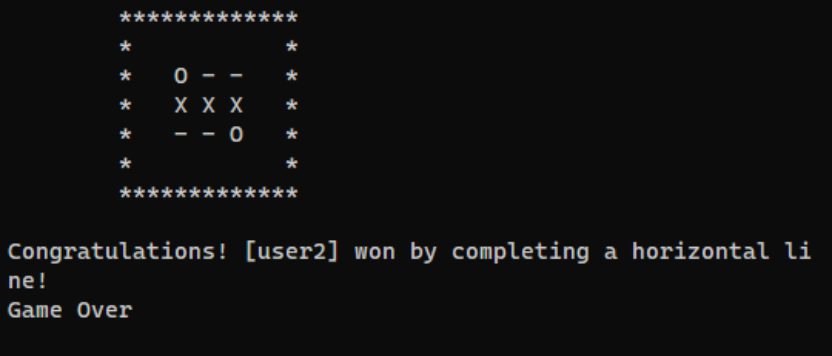 *************
*           *
*   O - -   *
*   X X X   *
*   - - O   *
*           *
*************
Congratulations! [user2] won by completing a horizontal li
ne!
Game Over